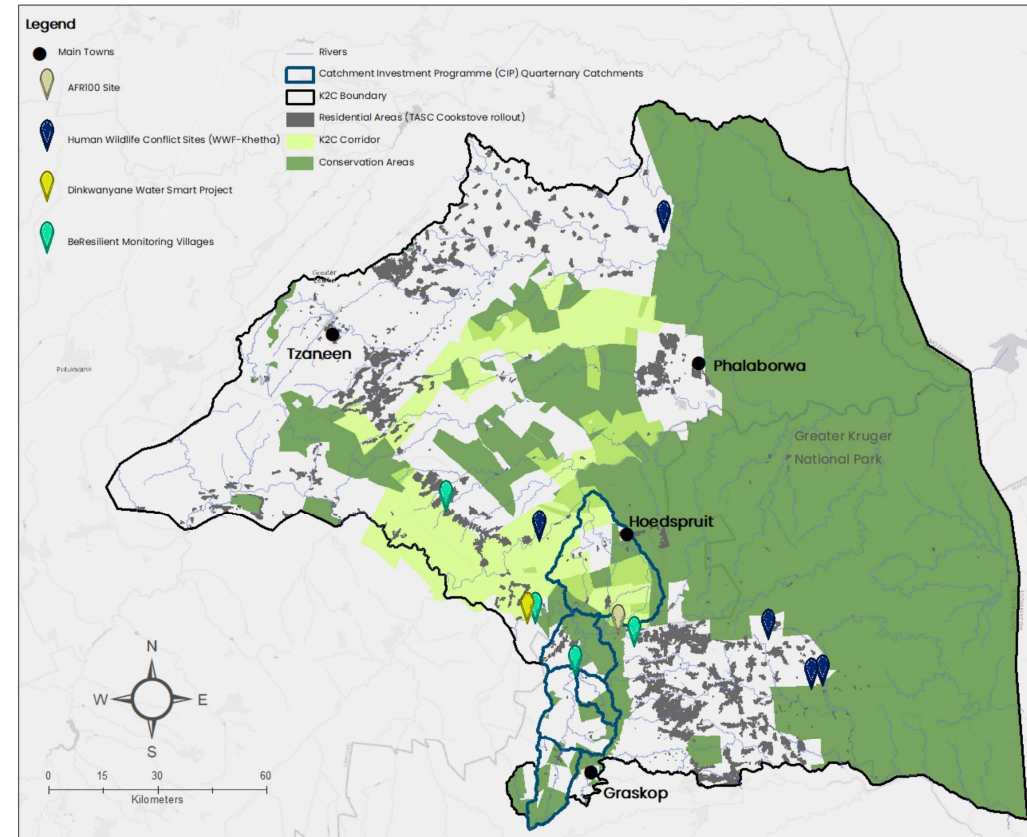 Legend
Main Towns
AFR100 Site
Human Wildlife Conflict Sites (WWF-Khetha)
Dinkwanyane Water Smart Project
BeResilient Monitoring Villages
Rivers
Catchment Investment Programme (CIP) Quarternary Catchments
K2C Boundary
Residential Areas (TASC Cookstove rollout)
K2C Corridor
Conservation Areas
Greater
Tzaneen
Phalaborwa
Greater Kruger
National Park
Hoedspruit
Graskop
N
W
E
S
0 15 30 60
Kilometers